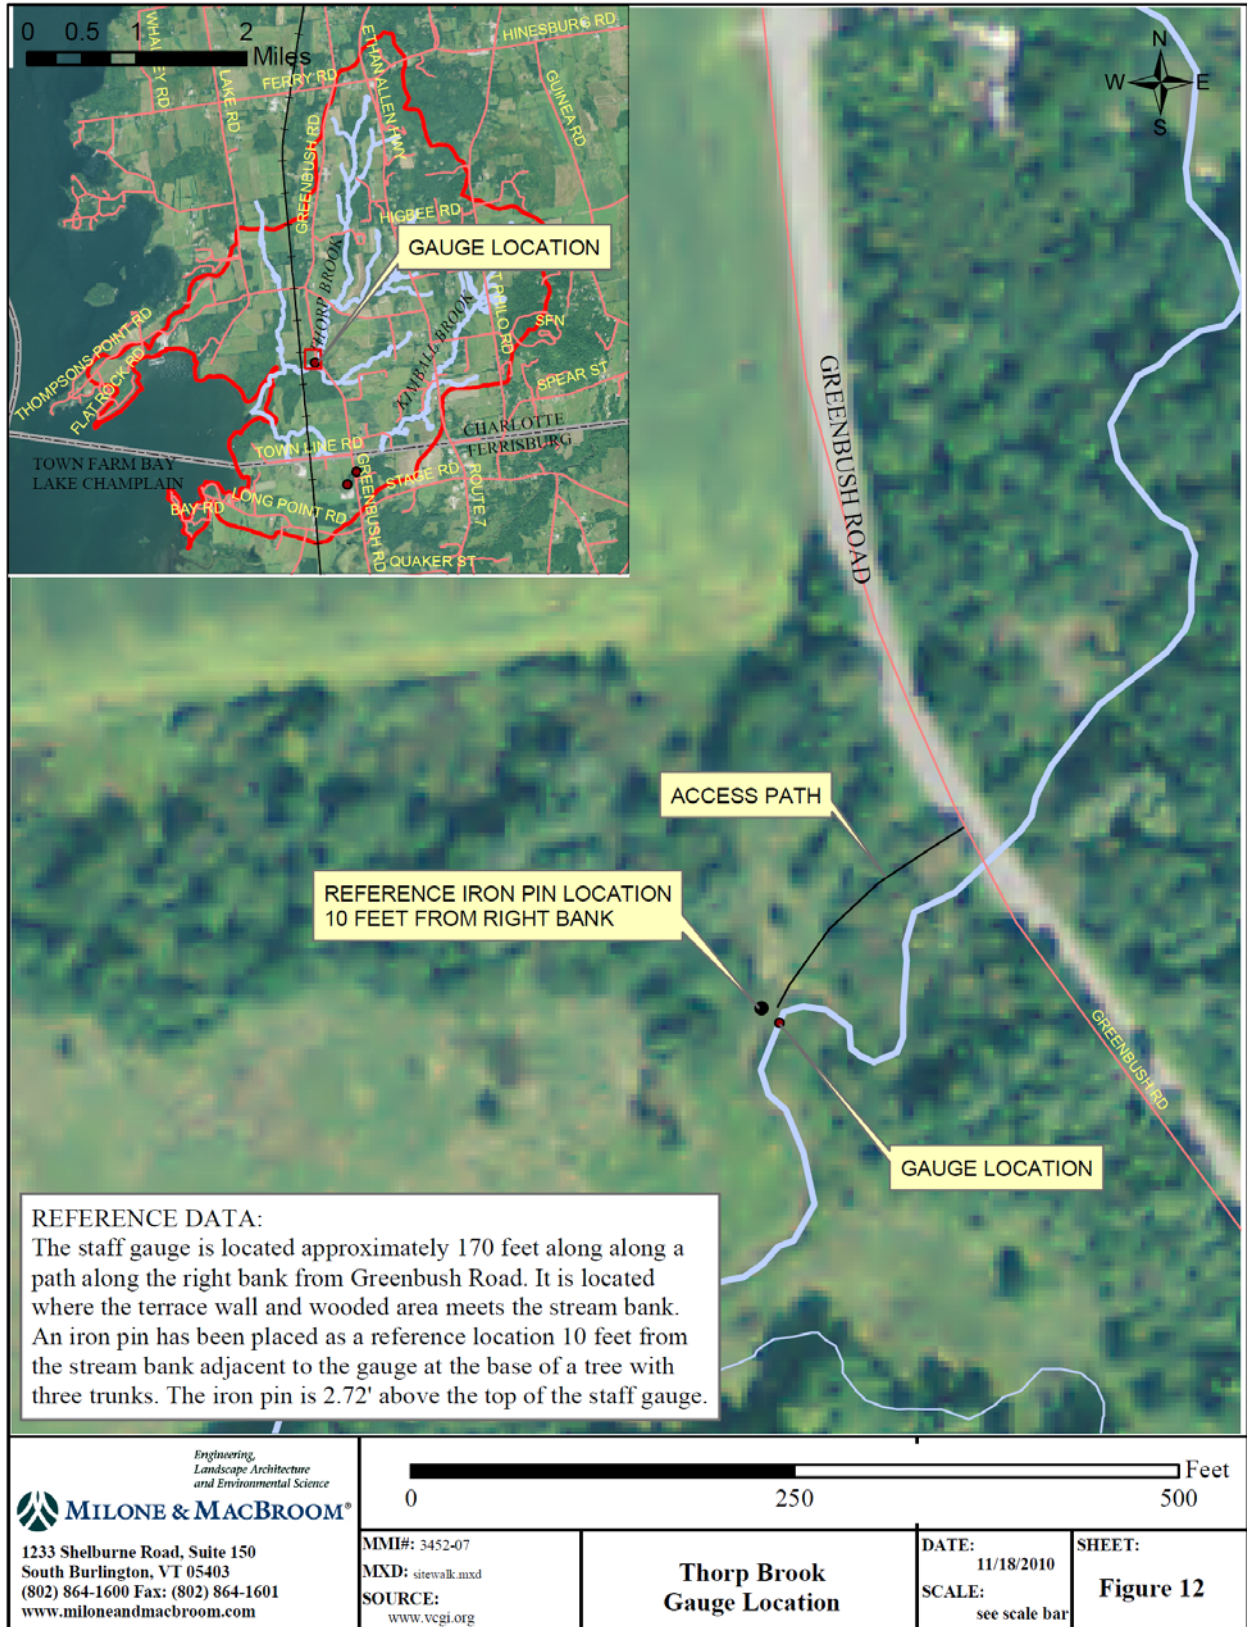 0 0.5 1 2
Miles
WHALLEY RD
LAKE RD
FERRY RD
GREENBUSH RD
ETHAN ALLEN HWY
HINESBURG RD
GUINEA RD
HIGBEE RD
GAUGE LOCATION
THORP BROOK
KIMBALL BROOK
T PHILO RD
SFN
SPEAR ST
THOMPSONS POINT RD
FLAT ROCK RD
CHARLOTTE
FERRISBURG
TOWN LINE RD
TOWN FARM BAY
LAKE CHAMPLAIN
STAGE RD
BAY RD
LONG POINT RD
GREENBUSH RD
ROUTE 7
QUAKER ST
N
W E
S
GREENBUSH ROAD
ACCESS PATH
REFERENCE IRON PIN LOCATION
10 FEET FROM RIGHT BANK
GREENBUSH RD
GAUGE LOCATION
REFERENCE DATA:
The staff gauge is located approximately 170 feet along along a
path along the right bank from Greenbush Road. It is located
where the terrace wall and wooded area meets the stream bank.
An iron pin has been placed as a reference location 10 feet from
the stream bank adjacent to the gauge at the base of a tree with
three trunks. The iron pin is 2.72' above the top of the staff gauge.
Engineering,
Landscape Architecture
and Environmental Science
MILONE & MACBROOM®
1233 Shelburne Road, Suite 150
South Burlington, VT 05403
(802) 864-1600 Fax: (802) 864-1601
www.miloneandmacbroom.com
Feet
0 250 500
MMI#: 3452-07
MXD: sitewalk.mxd
SOURCE:
www.vcgi.org
Thorp Brook
Gauge Location
DATE:
11/18/2010
SCALE:
see scale bar
SHEET:
Figure 12